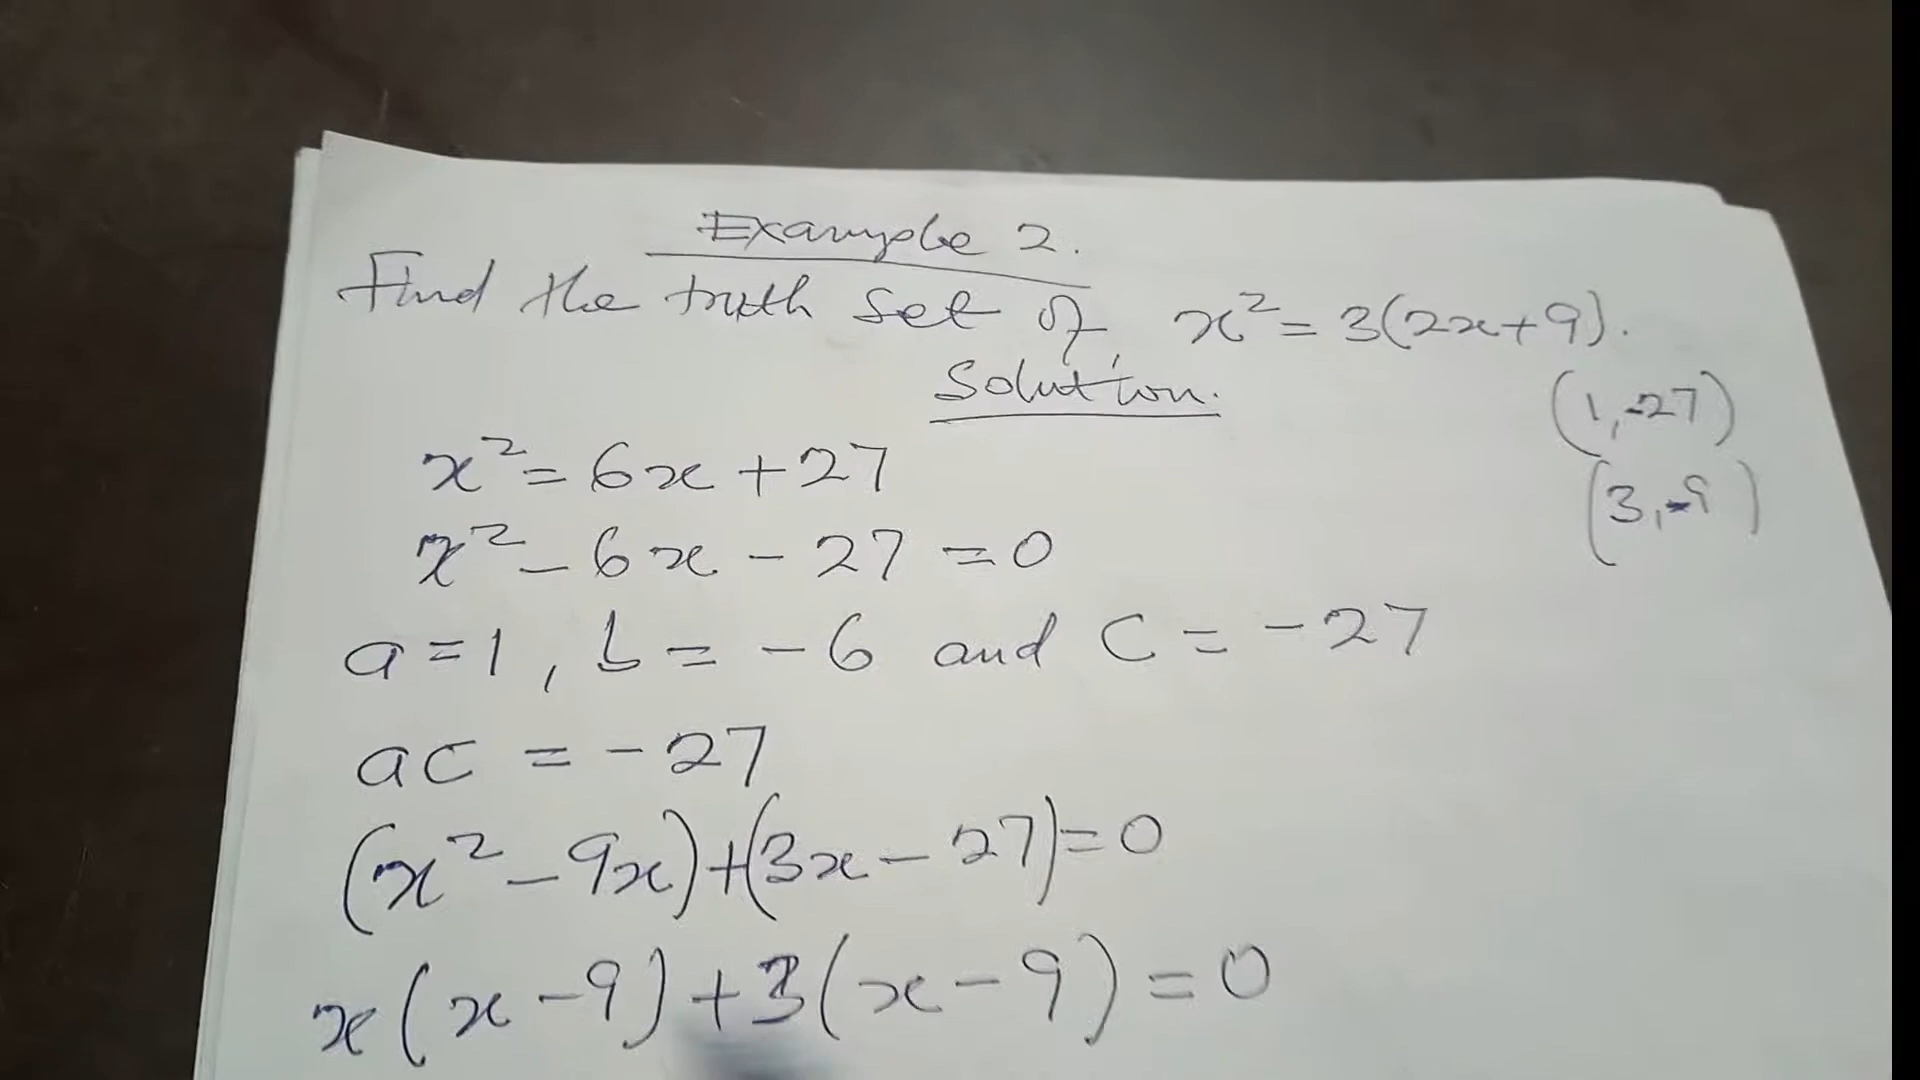 Example 2.
Find the truth set of, x² = 3(2x+9).
Solution.
(1, -27)
(3, -9)
x² = 6x + 27
x² - 6x - 27 = 0
a = 1, b = -6 and c = -27
ac = -27
(x² - 9x) + (3x - 27) = 0
x(x - 9) + 3(x - 9) = 0